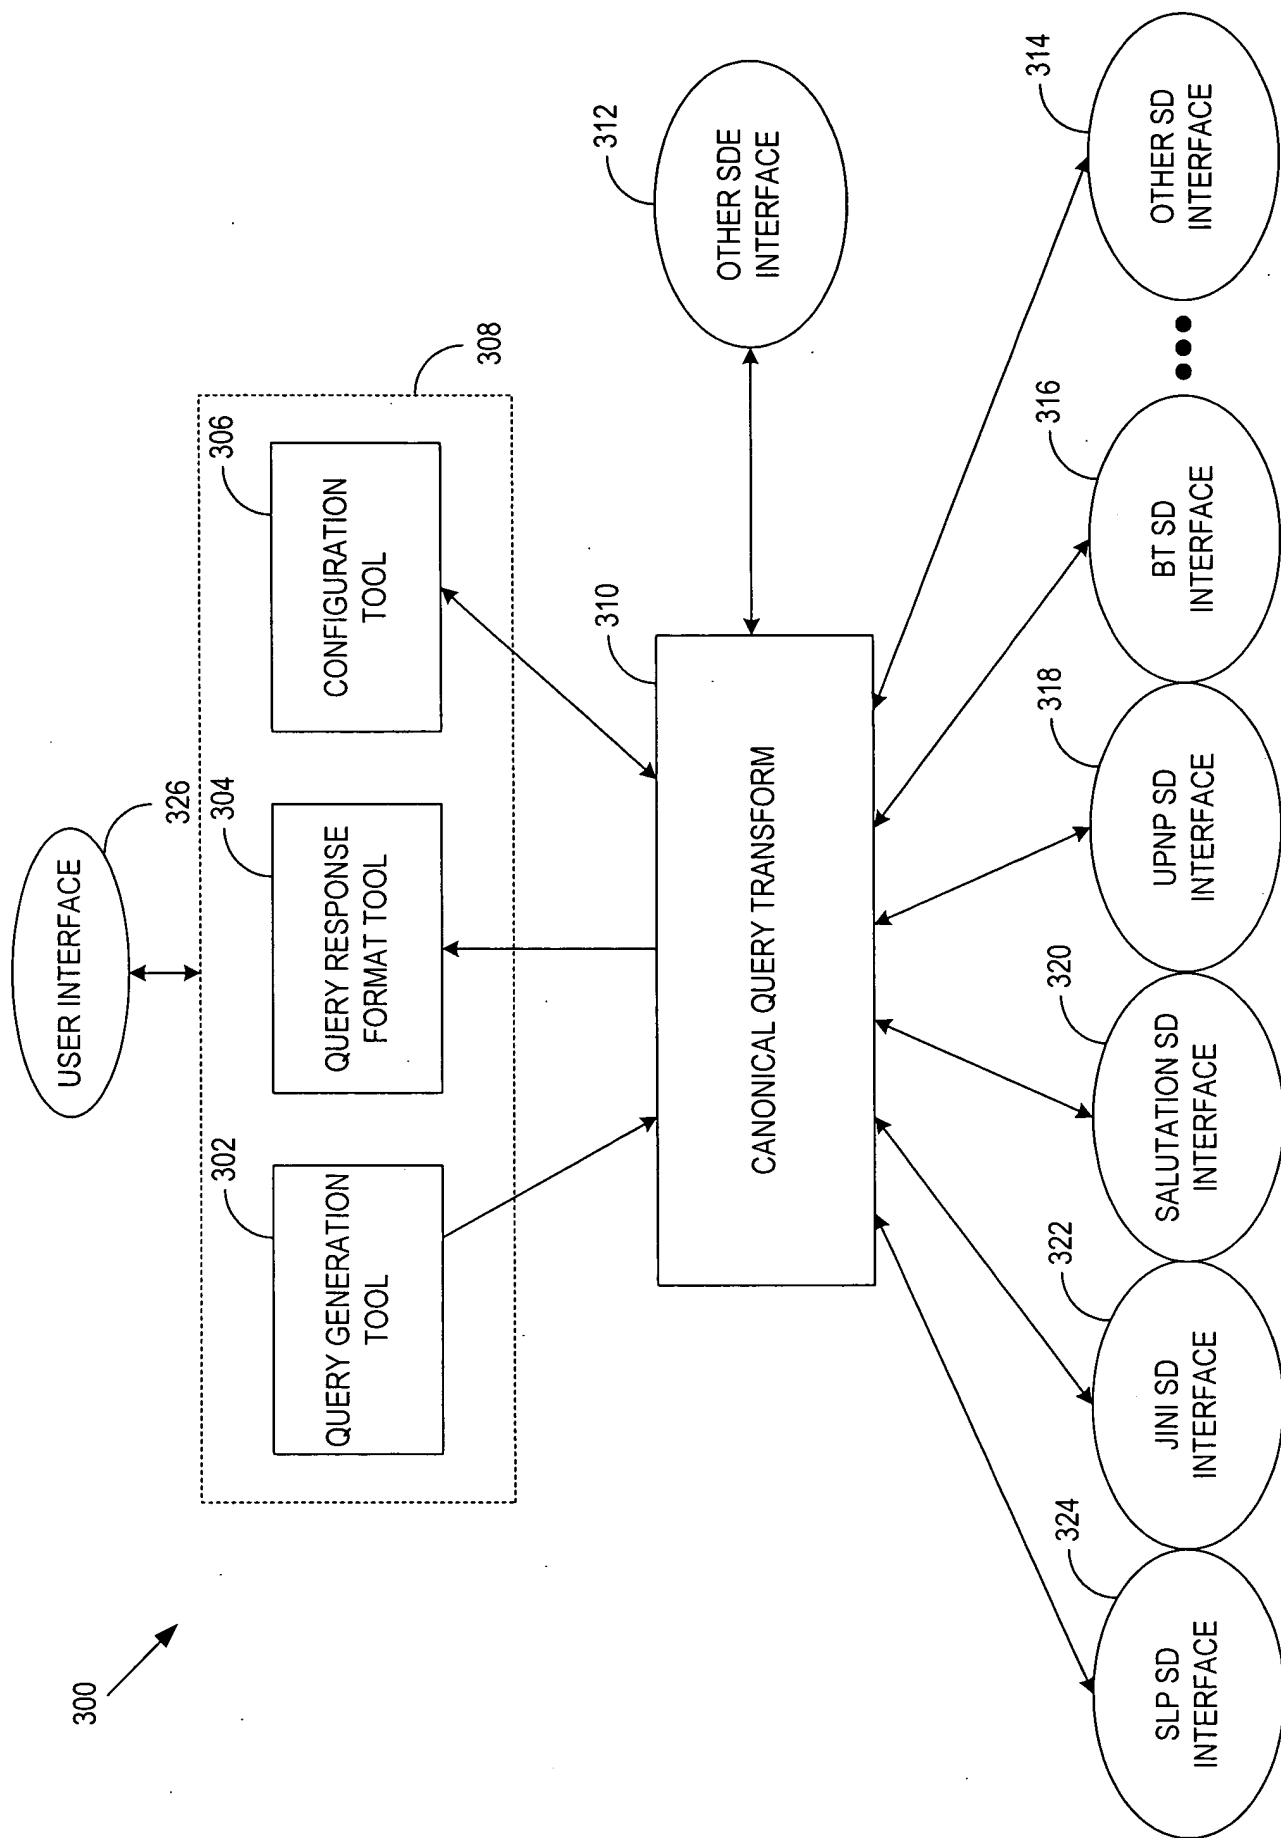 300
USER INTERFACE
326
308
302
QUERY GENERATION
TOOL
304
QUERY RESPONSE
FORMAT TOOL
306
CONFIGURATION
TOOL
310
CANONICAL QUERY TRANSFORM
312
OTHER SDE
INTERFACE
324
SLP SD
INTERFACE
322
JINI SD
INTERFACE
320
SALUTATION SD
INTERFACE
318
UPNP SD
INTERFACE
316
BT SD
INTERFACE
314
OTHER SD
INTERFACE